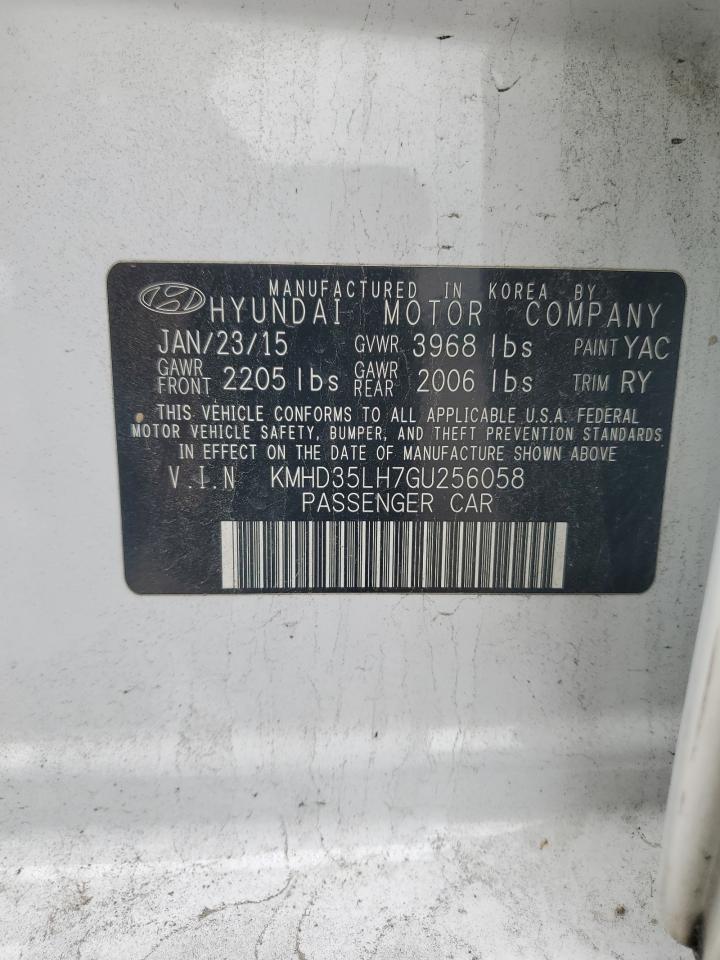 MANUFACTURED IN KOREA BY
HYUNDAI MOTOR COMPANY
JAN/23/15 GVWR 3968 lbs PAINT YAC
GAWR FRONT 2205 lbs GAWR REAR 2006 lbs TRIM RY
THIS VEHICLE CONFORMS TO ALL APPLICABLE U.S.A. FEDERAL
MOTOR VEHICLE SAFETY, BUMPER, AND THEFT PREVENTION STANDARDS
IN EFFECT ON THE DATE OF MANUFACTURE SHOWN ABOVE
V.I.N KMHD35LH7GU256058
PASSENGER CAR